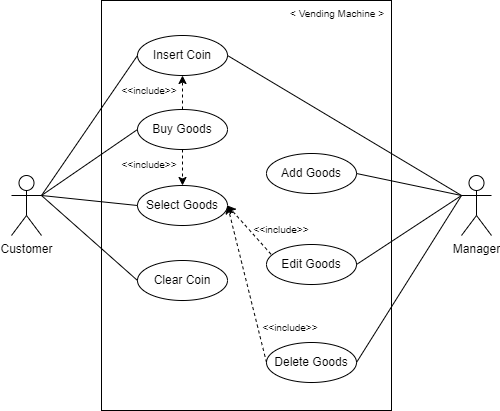 < Vending Machine >
Insert Coin
<<include>>
Buy Goods
<<include>>
Add Goods
Select Goods
<<include>>
Customer
Manager
Edit Goods
Clear Coin
<<include>>
Delete Goods